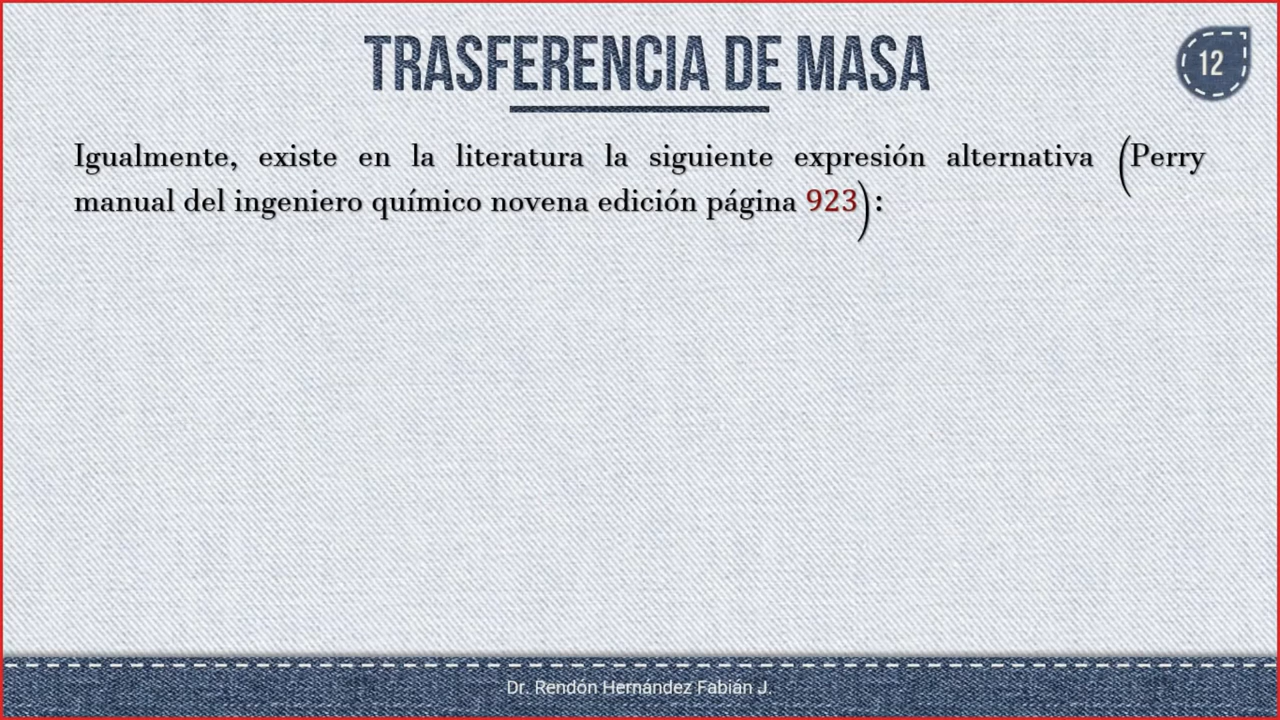 TRASFERENCIA DE MASA
12
Igualmente, existe en la literatura la siguiente expresión alternativa (Perry
manual del ingeniero químico novena edición página 923):
Dr. Rendón Hernández Fabián J.